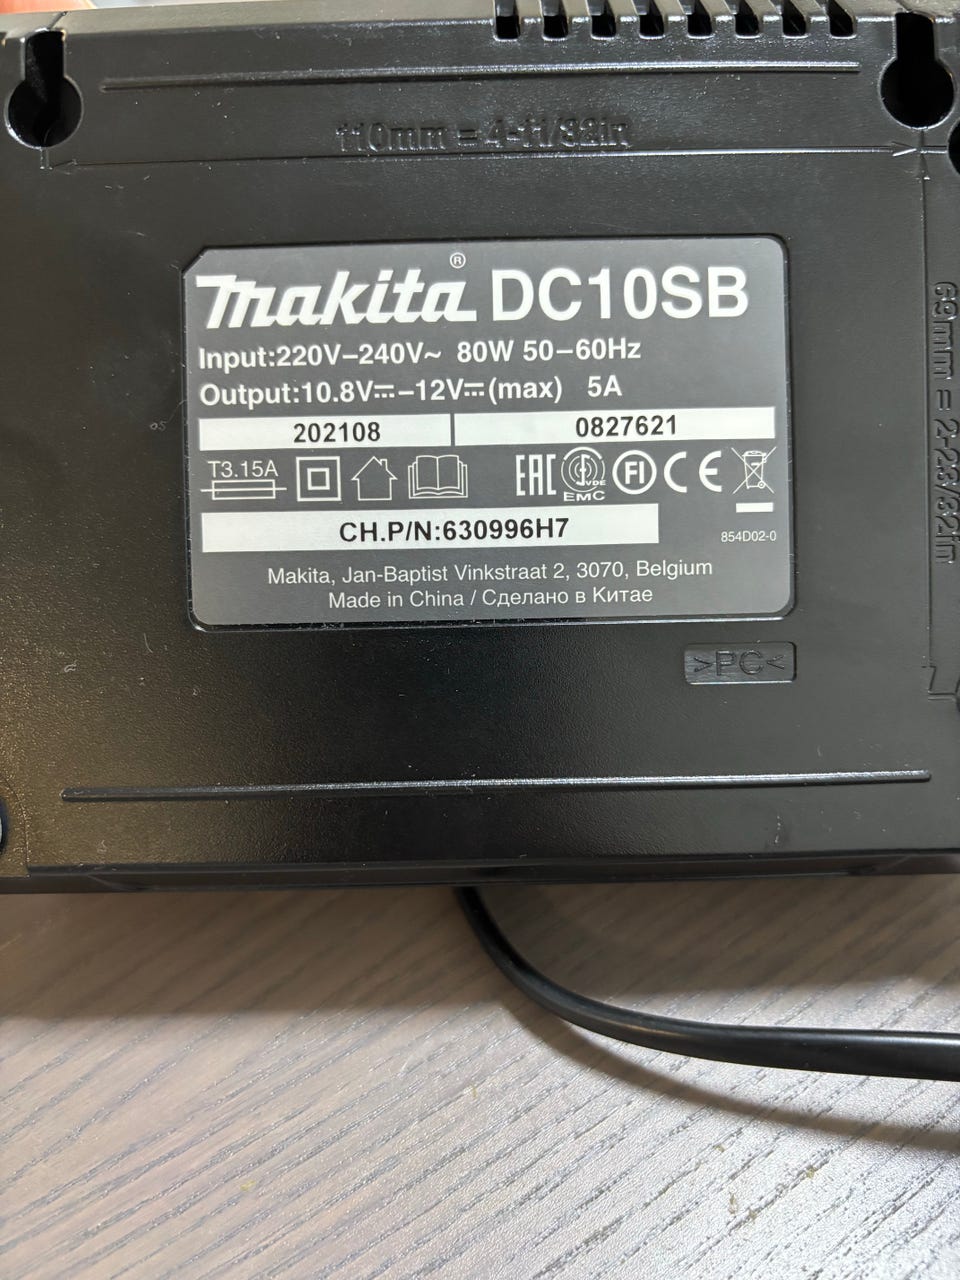 110mm = 4-11/32in
makita® DC10SB
Input:220V–240V~ 80W 50–60Hz
Output:10.8V⎓–12V⎓(max) 5A
202108 0827621
T3.15A
EAC VDE EMC FI CE
CH.P/N:630996H7
854D02-0
Makita, Jan-Baptist Vinkstraat 2, 3070, Belgium
Made in China / Сделано в Китае
>PC<
69mm = 2-23/32in